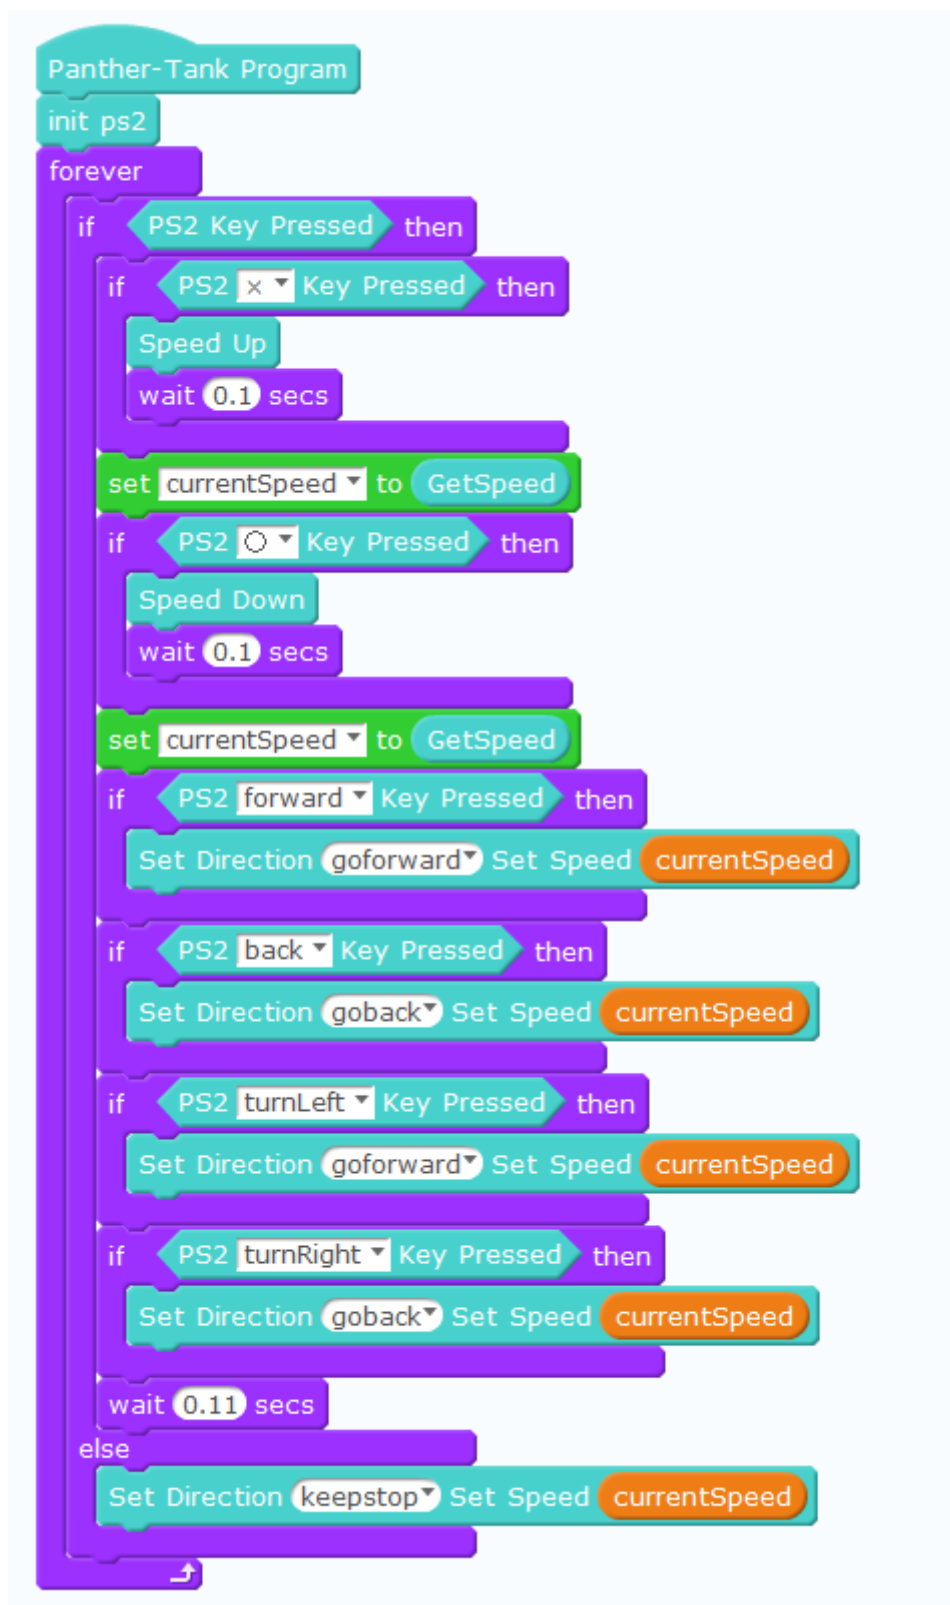 Panther-Tank Program
init ps2
forever
if PS2 Key Pressed then
if PS2 × Key Pressed then
Speed Up
wait 0.1 secs
set currentSpeed to GetSpeed
if PS2 ○ Key Pressed then
Speed Down
wait 0.1 secs
set currentSpeed to GetSpeed
if PS2 forward Key Pressed then
Set Direction goforward Set Speed currentSpeed
if PS2 back Key Pressed then
Set Direction goback Set Speed currentSpeed
if PS2 turnLeft Key Pressed then
Set Direction goforward Set Speed currentSpeed
if PS2 turnRight Key Pressed then
Set Direction goback Set Speed currentSpeed
wait 0.11 secs
else
Set Direction keepstop Set Speed currentSpeed